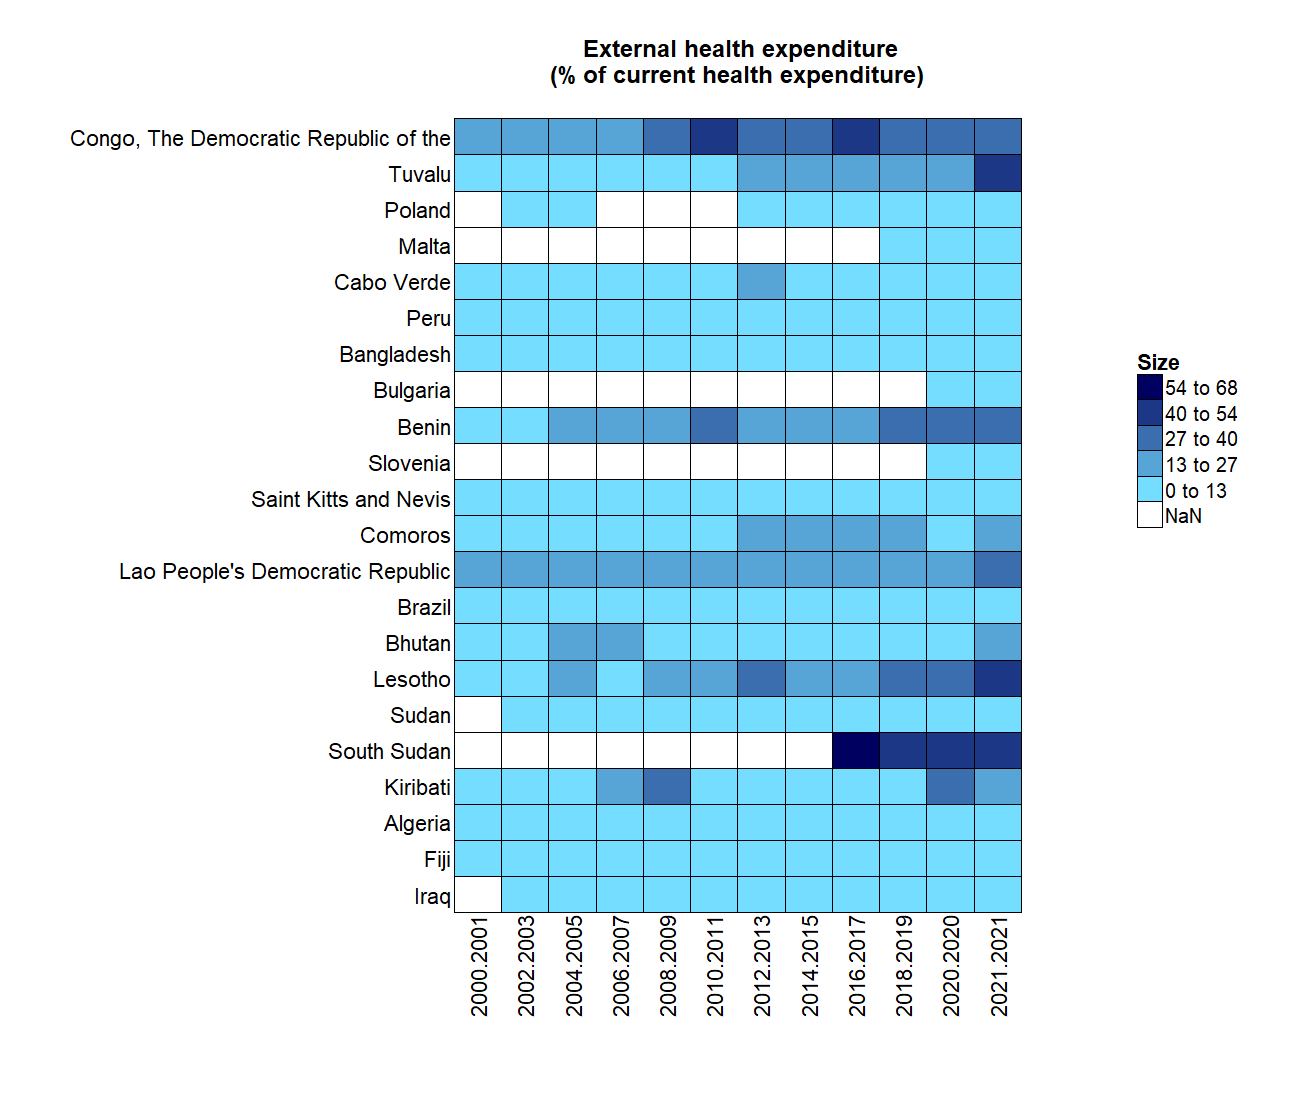 External health expenditure
(% of current health expenditure)
Congo, The Democratic Republic of the
Tuvalu
Poland
Malta
Cabo Verde
Peru
Bangladesh
Bulgaria
Benin
Slovenia
Saint Kitts and Nevis
Comoros
Lao People's Democratic Republic
Brazil
Bhutan
Lesotho
Sudan
South Sudan
Kiribati
Algeria
Fiji
Iraq
2000.2001
2002.2003
2004.2005
2006.2007
2008.2009
2010.2011
2012.2013
2014.2015
2016.2017
2018.2019
2020.2020
2021.2021
Size
54 to 68
40 to 54
27 to 40
13 to 27
0 to 13
NaN